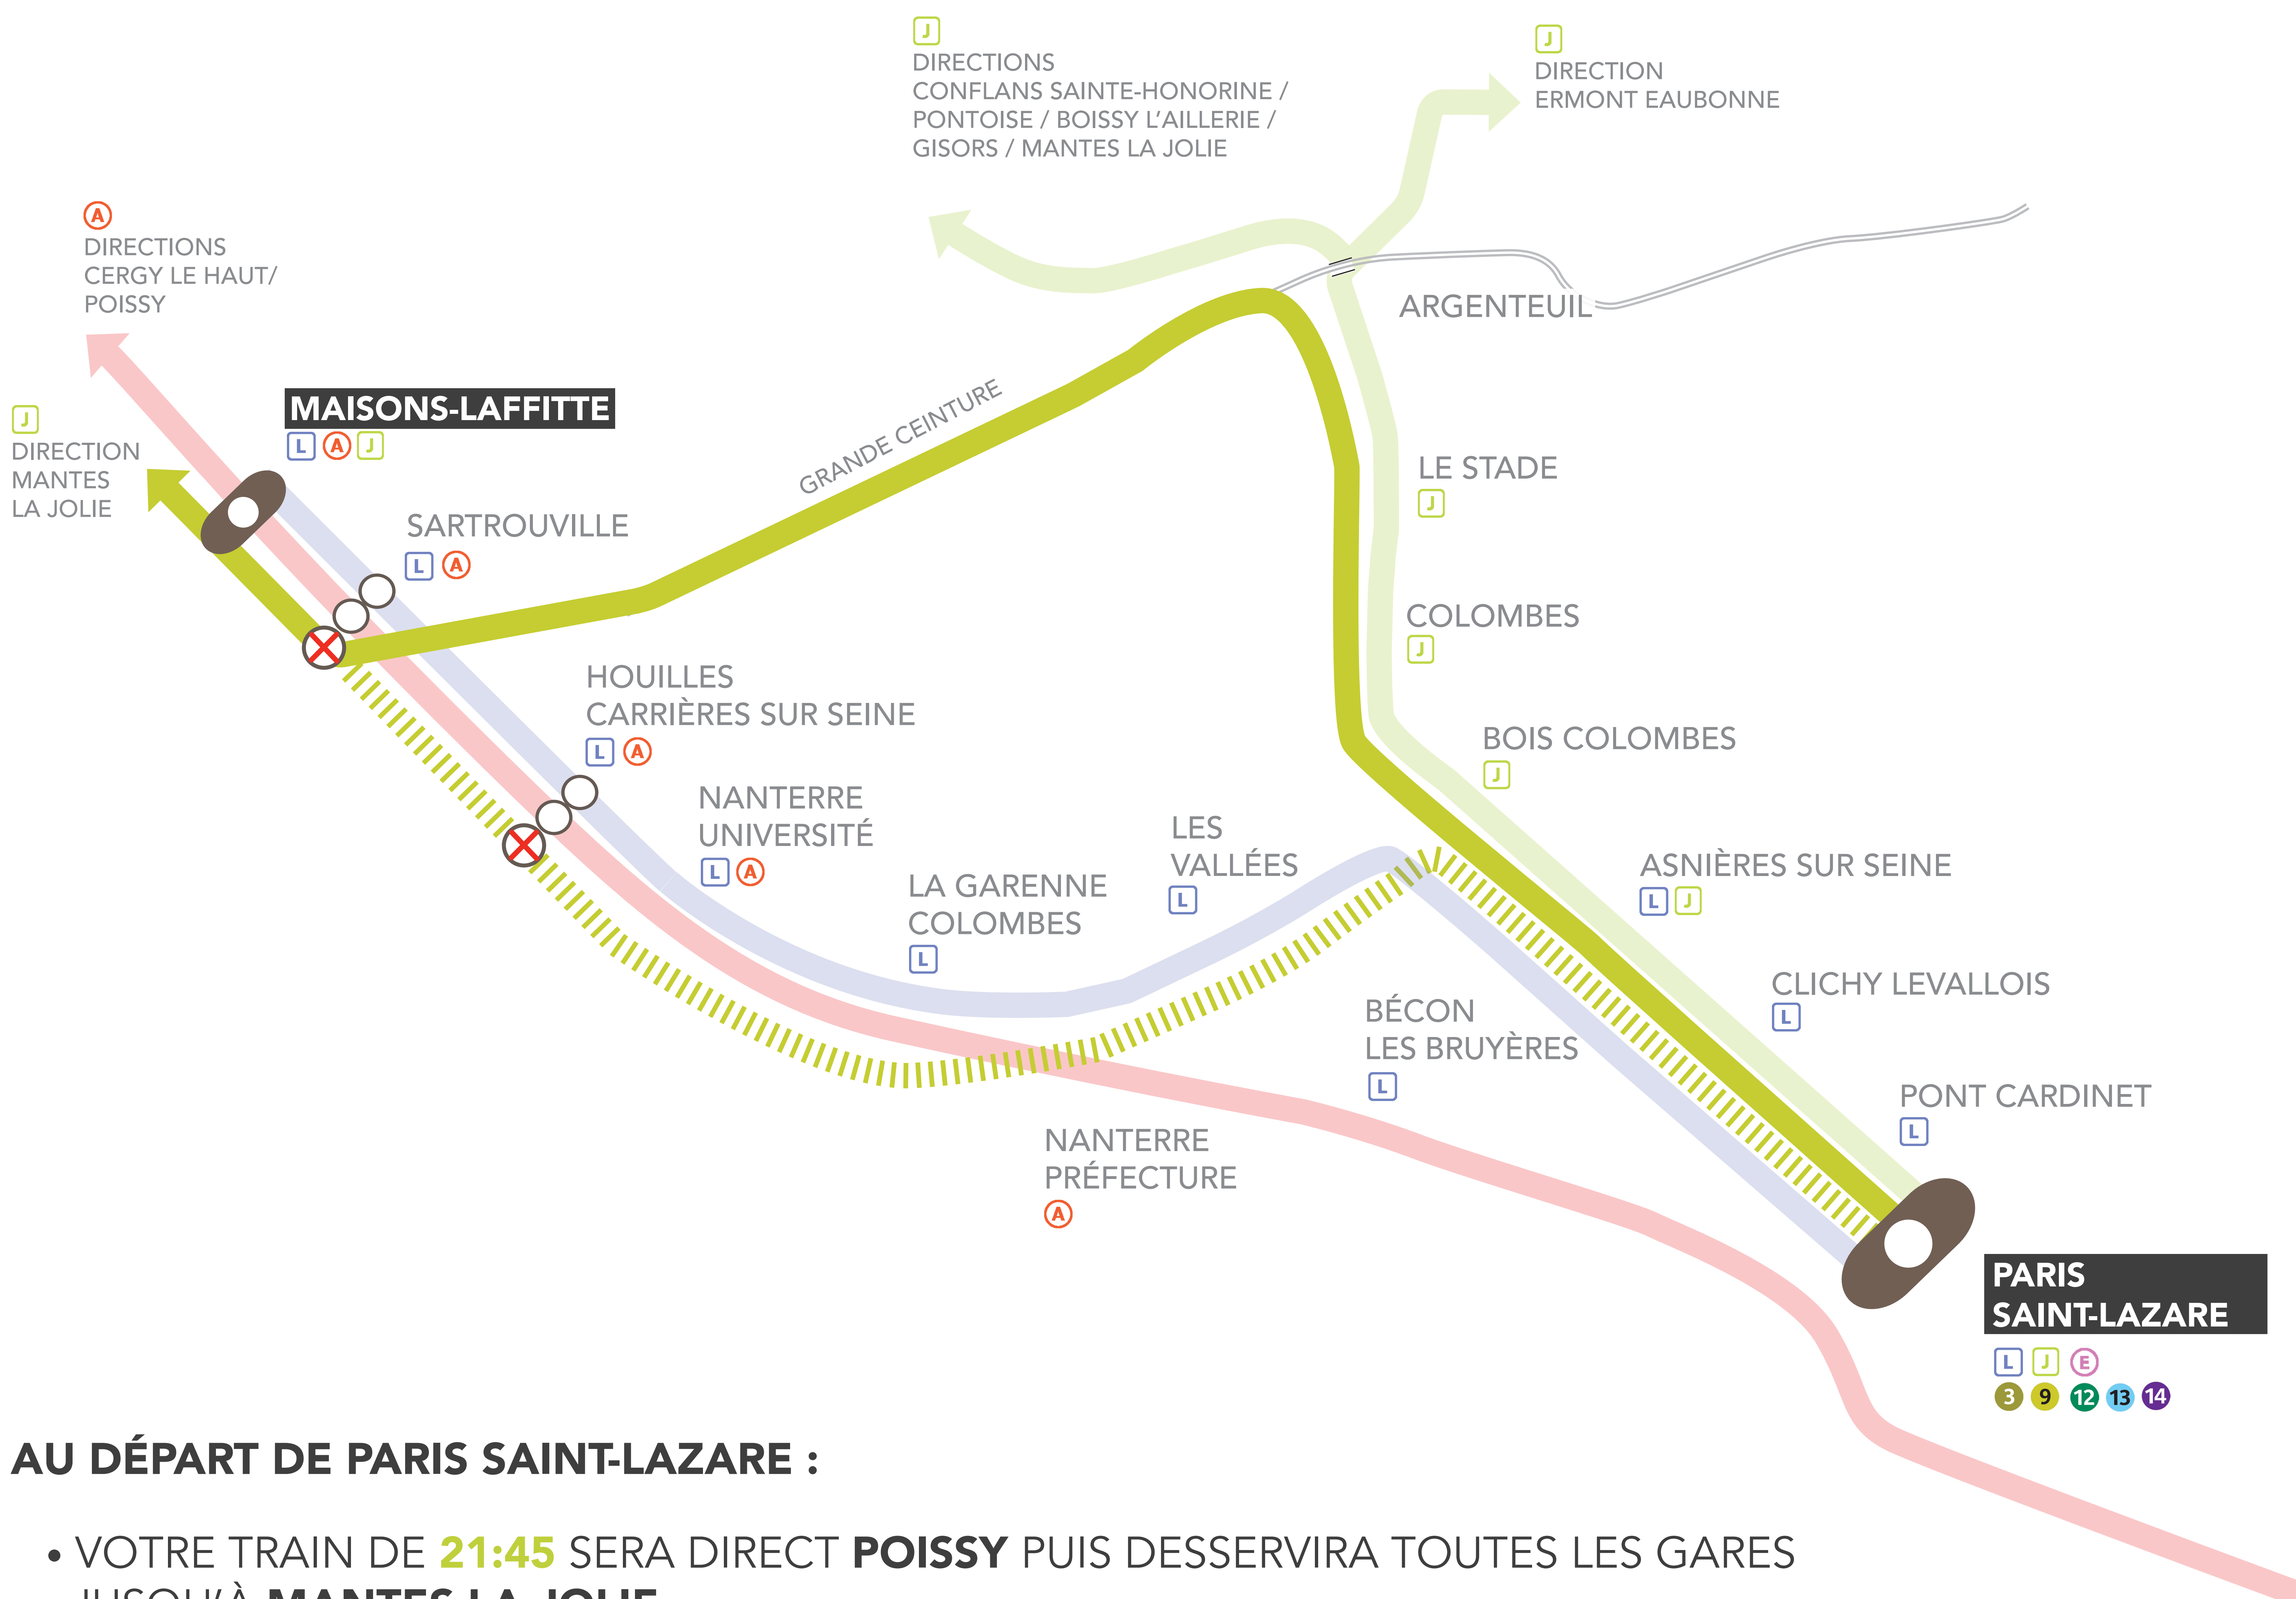 J
DIRECTIONS
CONFLANS SAINTE-HONORINE /
PONTOISE / BOISSY L'AILLERIE /
GISORS / MANTES LA JOLIE
J
DIRECTION
ERMONT EAUBONNE
A
DIRECTIONS
CERGY LE HAUT/
POISSY
J
DIRECTION
MANTES
LA JOLIE
MAISONS-LAFFITTE
L A J
SARTROUVILLE
L A
GRANDE CEINTURE
ARGENTEUIL
LE STADE
J
COLOMBES
J
HOUILLES
CARRIÈRES SUR SEINE
L A
BOIS COLOMBES
J
NANTERRE
UNIVERSITÉ
L A
LES
VALLÉES
L
LA GARENNE
COLOMBES
L
ASNIÈRES SUR SEINE
L J
CLICHY LEVALLOIS
L
BÉCON
LES BRUYÈRES
L
PONT CARDINET
L
NANTERRE
PRÉFECTURE
A
PARIS
SAINT-LAZARE
L J E
3 9 12 13 14
AU DÉPART DE PARIS SAINT-LAZARE :
• VOTRE TRAIN DE 21:45 SERA DIRECT POISSY PUIS DESSERVIRA TOUTES LES GARES
JUSQU'À MANTES LA JOLIE